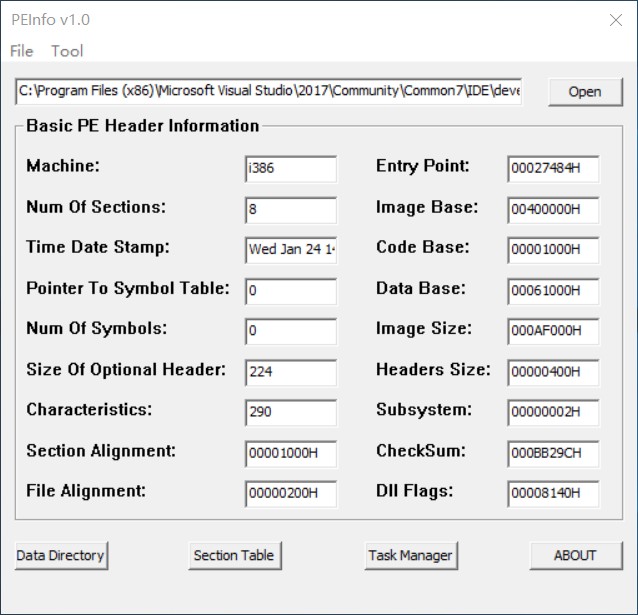 PEInfo v1.0
File Tool
C:\Program Files (x86)\Microsoft Visual Studio\2017\Community\Common7\IDE\deve
Open
Basic PE Header Information
Machine: i386 Entry Point: 00027484H
Num Of Sections: 8 Image Base: 00400000H
Time Date Stamp: Wed Jan 24 14 Code Base: 00001000H
Pointer To Symbol Table: 0 Data Base: 00061000H
Num Of Symbols: 0 Image Size: 000AF000H
Size Of Optional Header: 224 Headers Size: 00000400H
Characteristics: 290 Subsystem: 00000002H
Section Alignment: 00001000H CheckSum: 000BB29CH
File Alignment: 00000200H Dll Flags: 00008140H
Data Directory Section Table Task Manager ABOUT